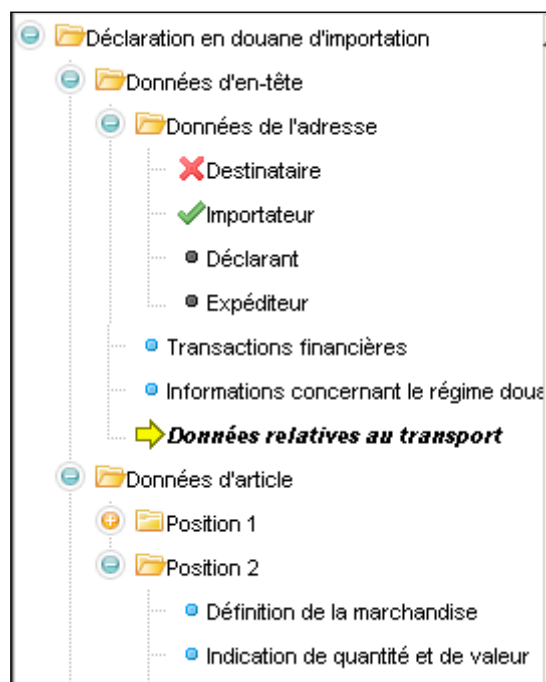 Déclaration en douane d'importation
Données d'en-tête
Données de l'adresse
Destinataire
Importateur
Déclarant
Expéditeur
Transactions financières
Informations concernant le régime doua
Données relatives au transport
Données d'article
Position 1
Position 2
Définition de la marchandise
Indication de quantité et de valeur